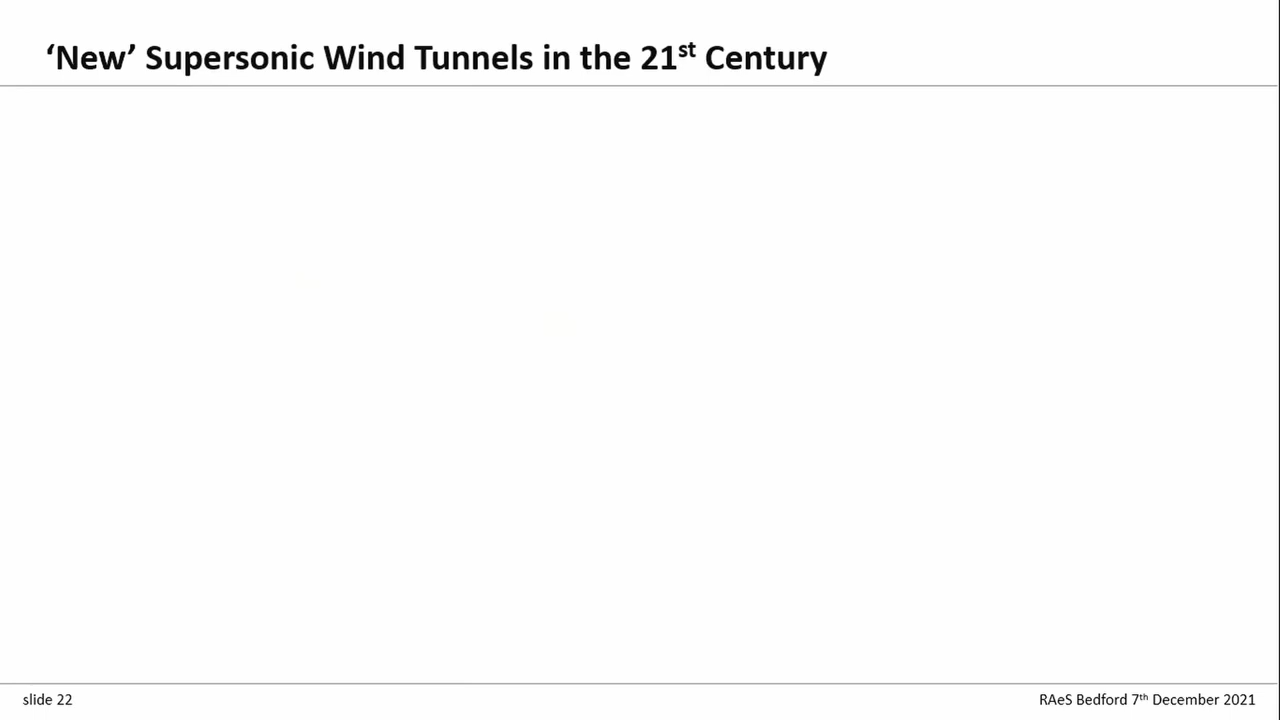 ‘New’ Supersonic Wind Tunnels in the 21st Century
slide 22
RAeS Bedford 7th December 2021